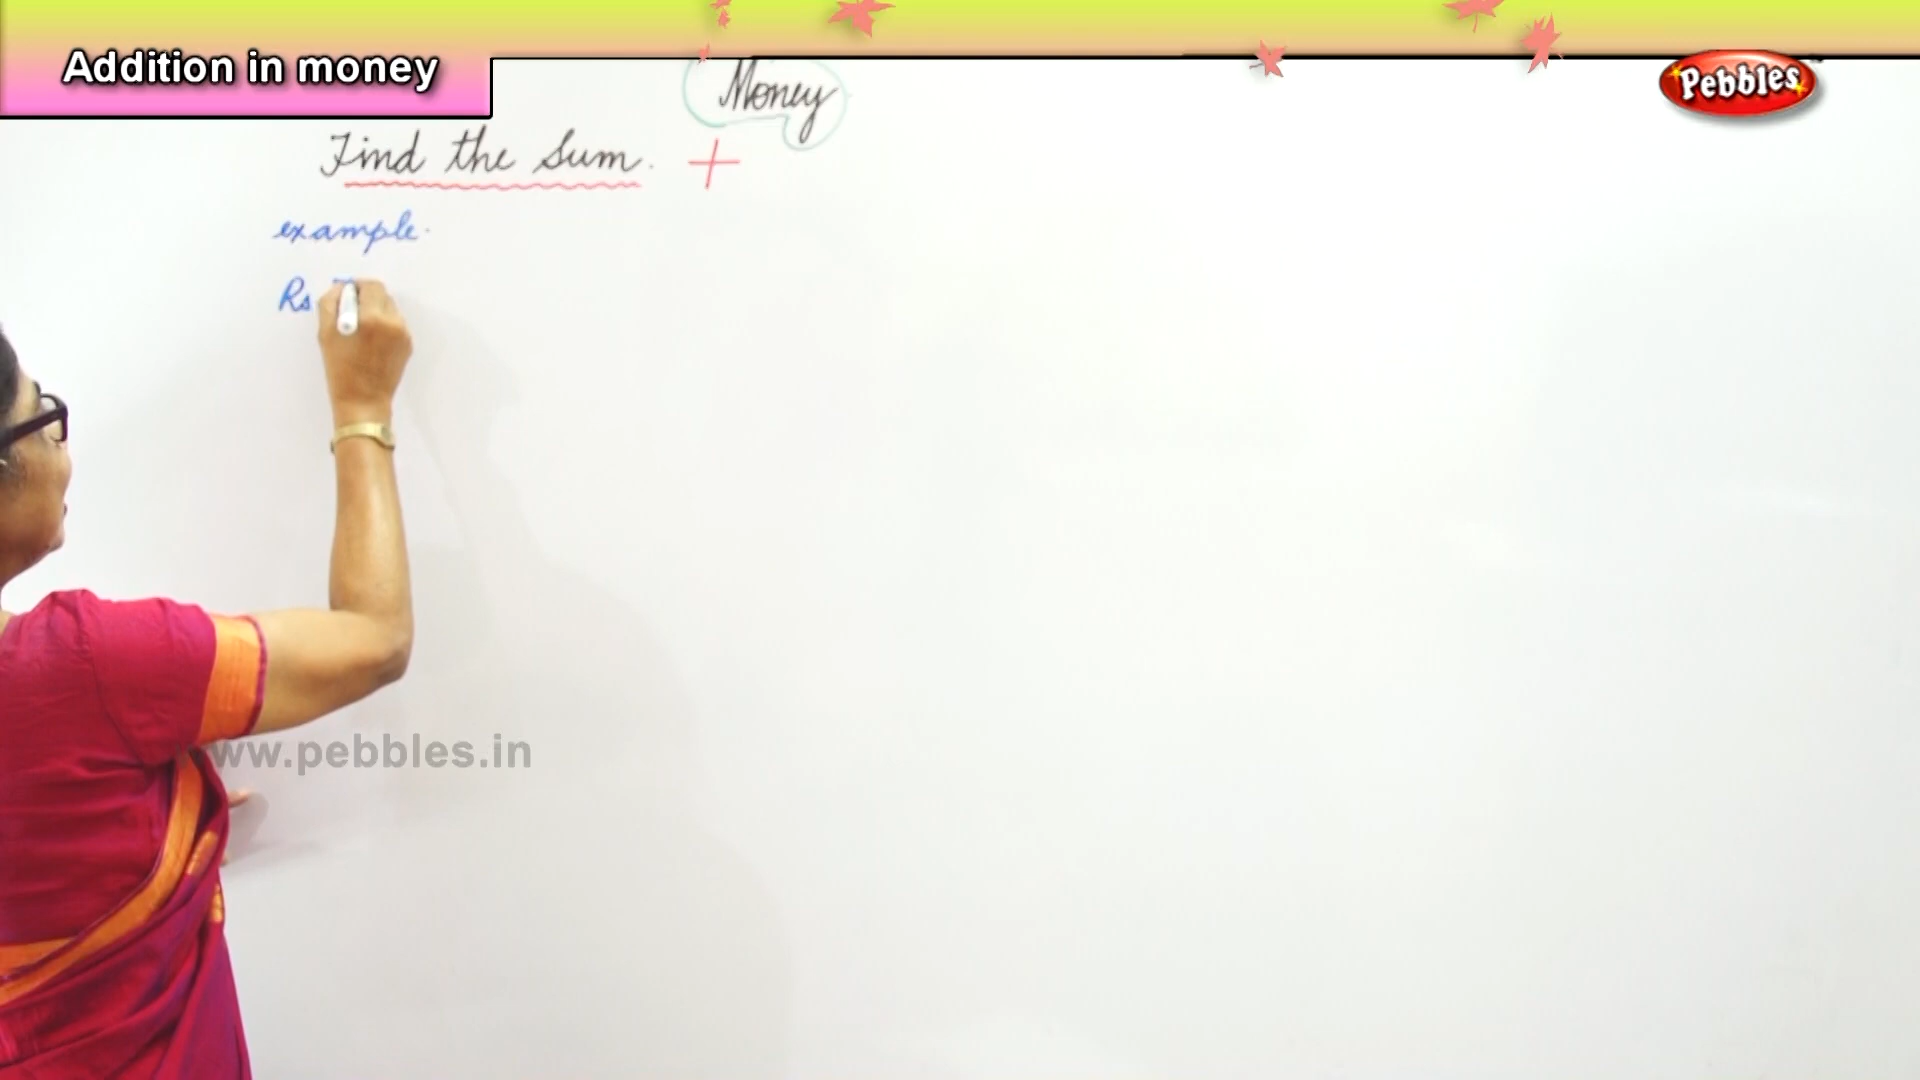 Addition in money
Pebbles
Money
Find the Sum. +
example.
Rs
www.pebbles.in